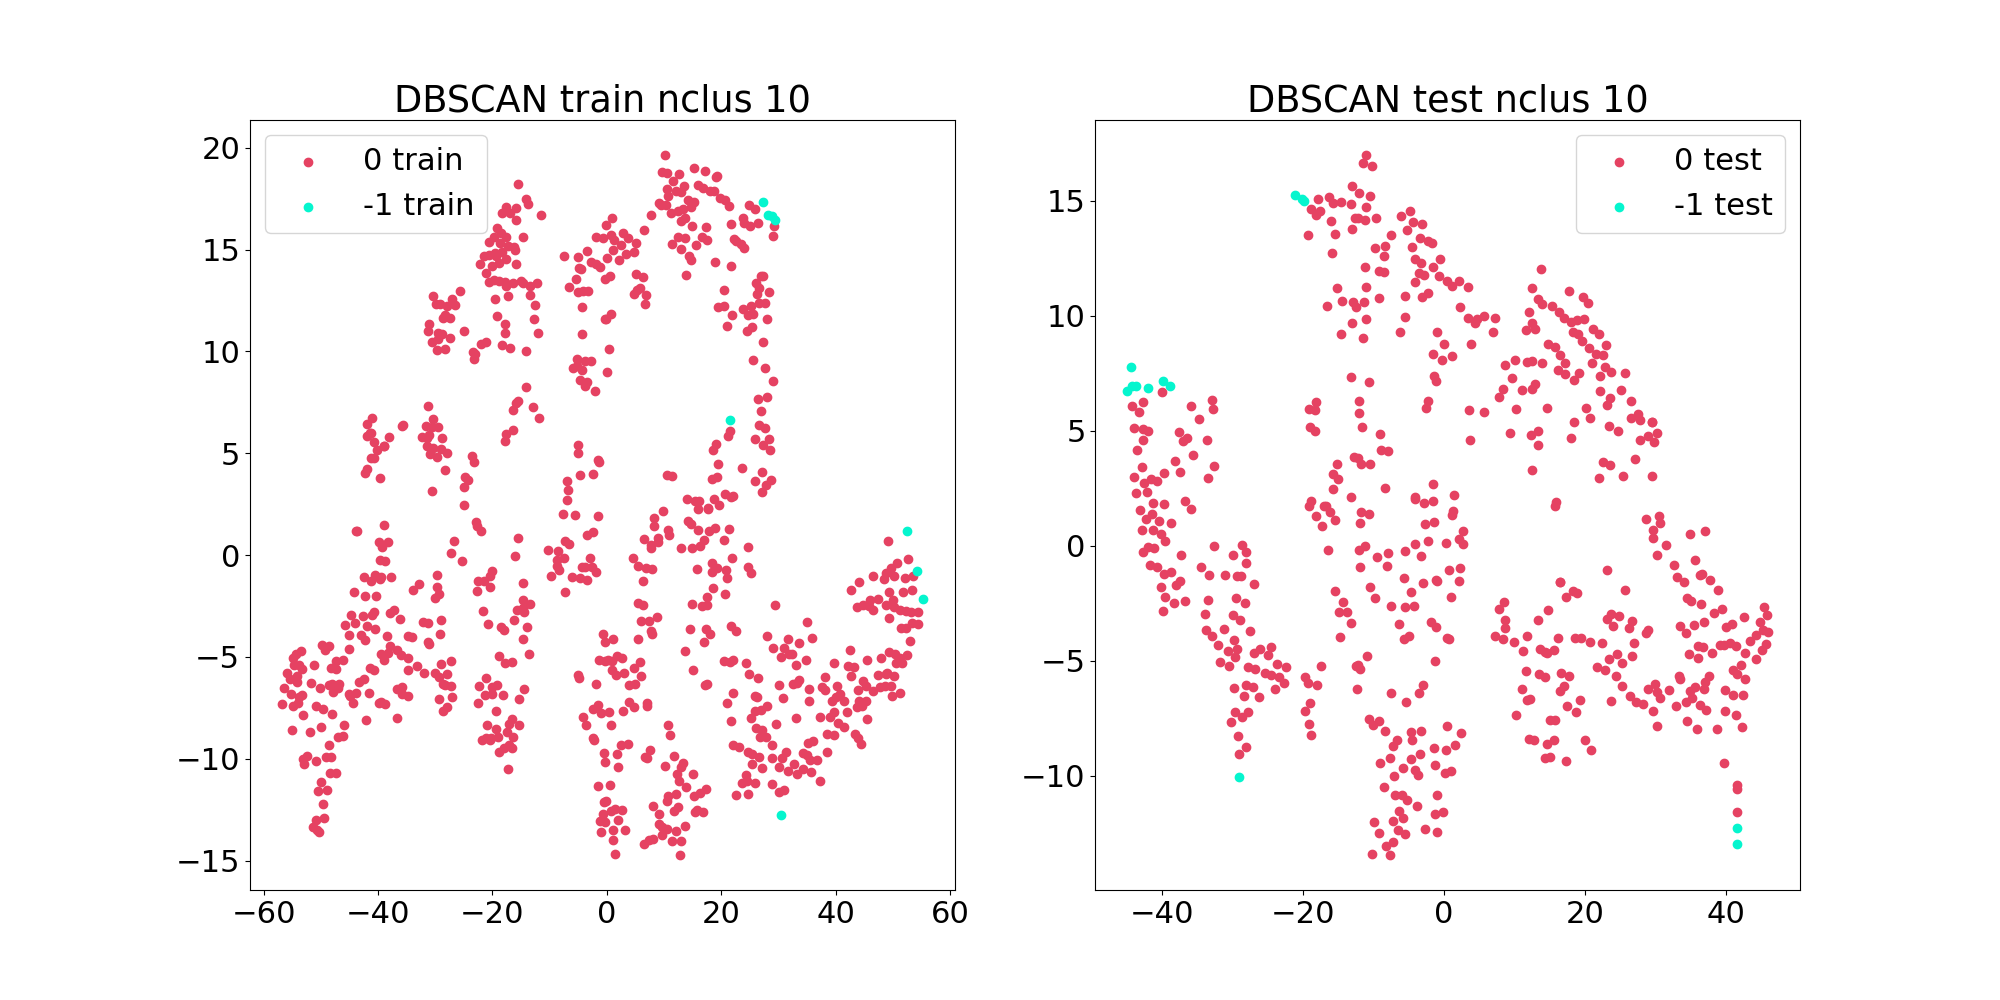 DBSCAN train nclus 10
0 train
-1 train
20
15
10
5
0
−5
−10
−15
−60 −40 −20 0 20 40 60
DBSCAN test nclus 10
0 test
-1 test
15
10
5
0
−5
−10
−40 −20 0 20 40